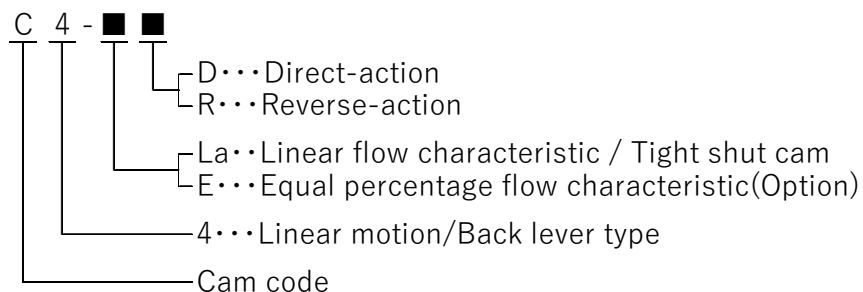 C 4 - ■ ■
D···Direct-action
R···Reverse-action
La··Linear flow characteristic / Tight shut cam
E···Equal percentage flow characteristic(Option)
4···Linear motion/Back lever type
Cam code